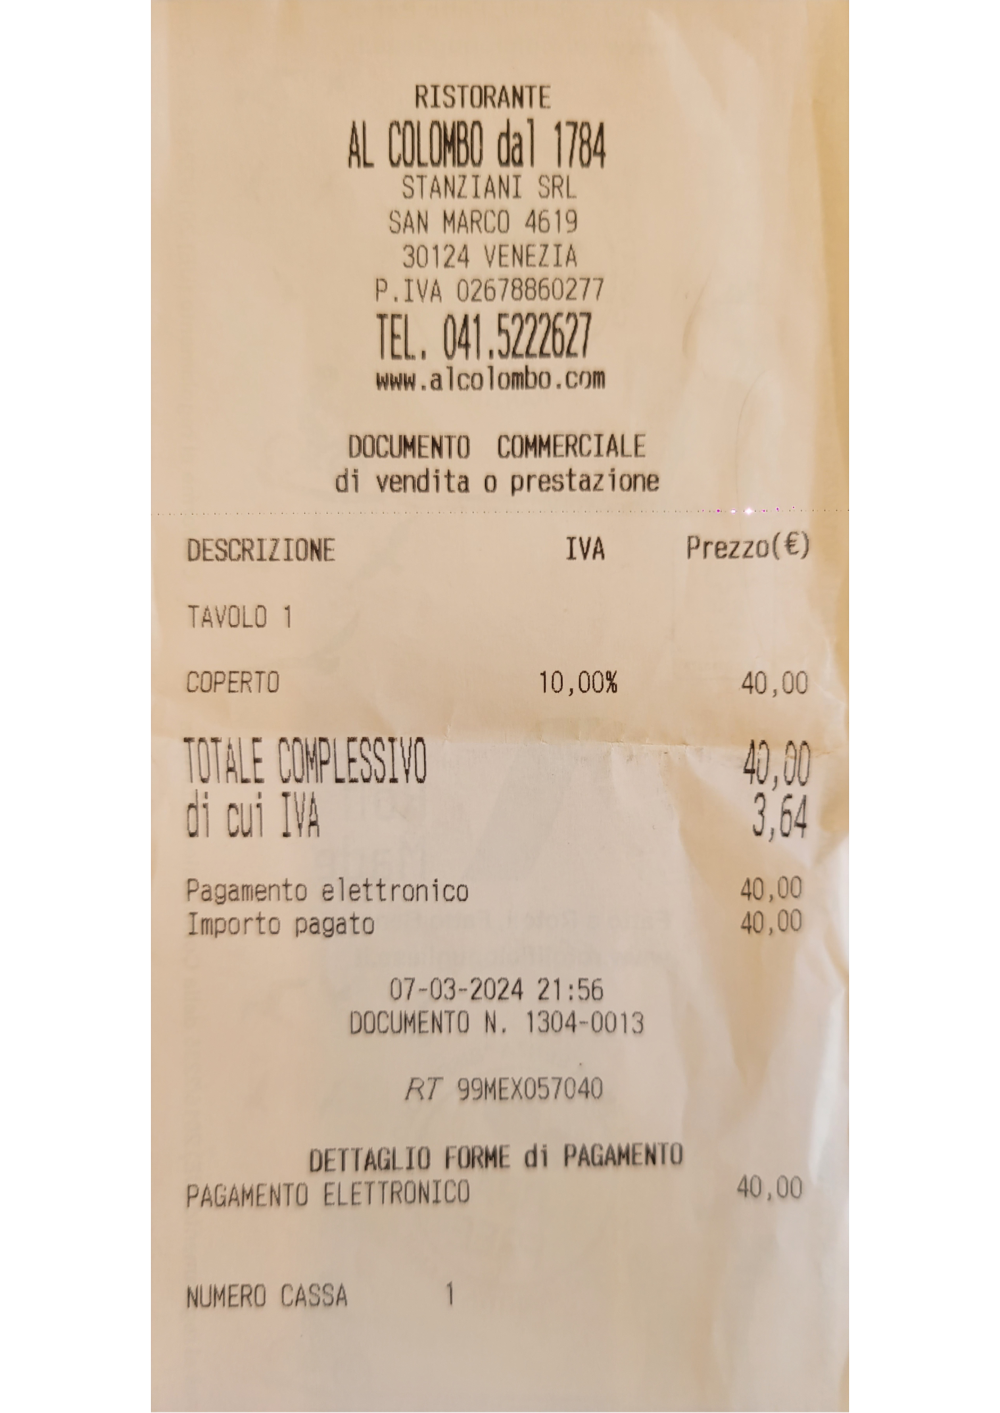 RISTORANTE
AL COLOMBO dal 1784
STANZIANI SRL
SAN MARCO 4619
30124 VENEZIA
P.IVA 02678860277
TEL. 041.5222627
www.alcolombo.com
DOCUMENTO COMMERCIALE
di vendita o prestazione
DESCRIZIONE IVA Prezzo(€)
TAVOLO 1
COPERTO 10,00% 40,00
TOTALE COMPLESSIVO 40,00
di cui IVA 3,64
Pagamento elettronico 40,00
Importo pagato 40,00
07-03-2024 21:56
DOCUMENTO N. 1304-0013
RT 99MEX057040
DETTAGLIO FORME di PAGAMENTO
PAGAMENTO ELETTRONICO 40,00
NUMERO CASSA 1